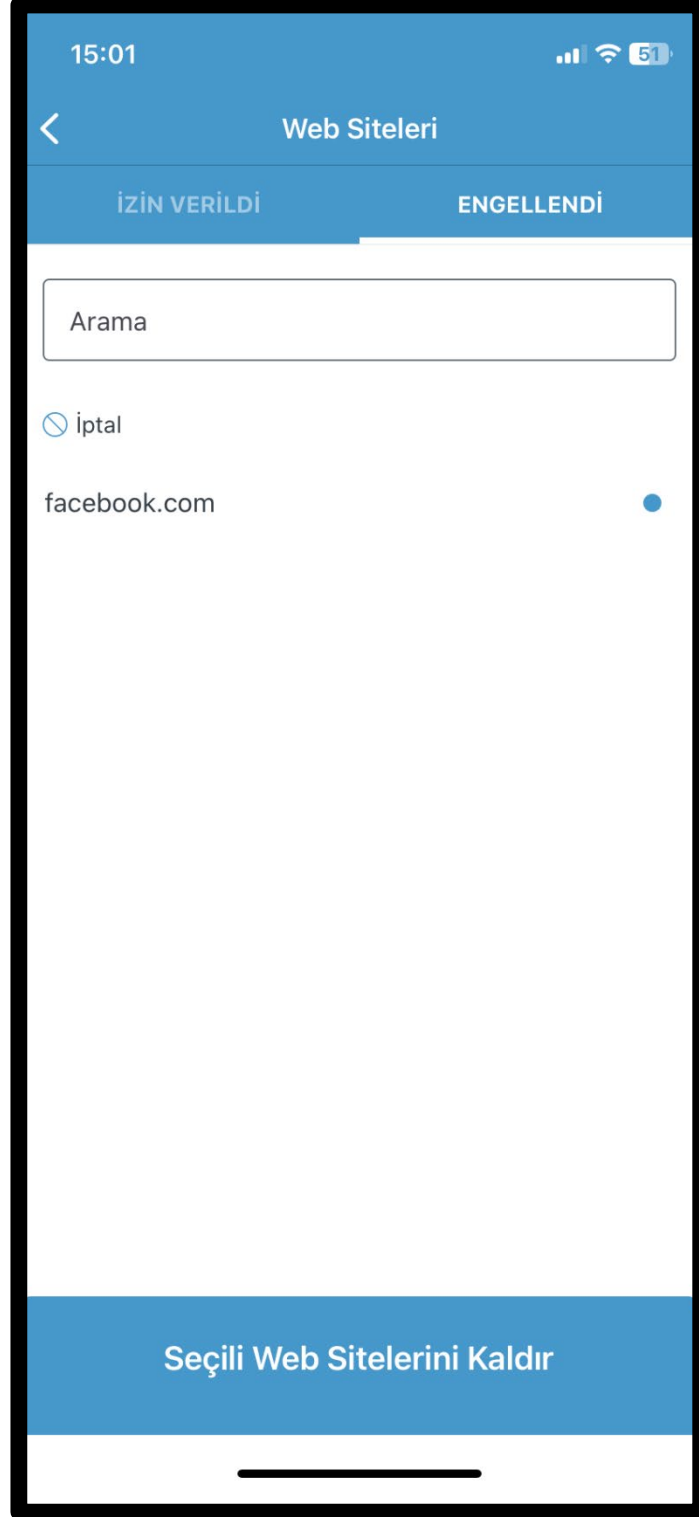 15:01
51
Web Siteleri
İZİN VERİLDİ
ENGELLENDİ
Arama
İptal
facebook.com
Seçili Web Sitelerini Kaldır